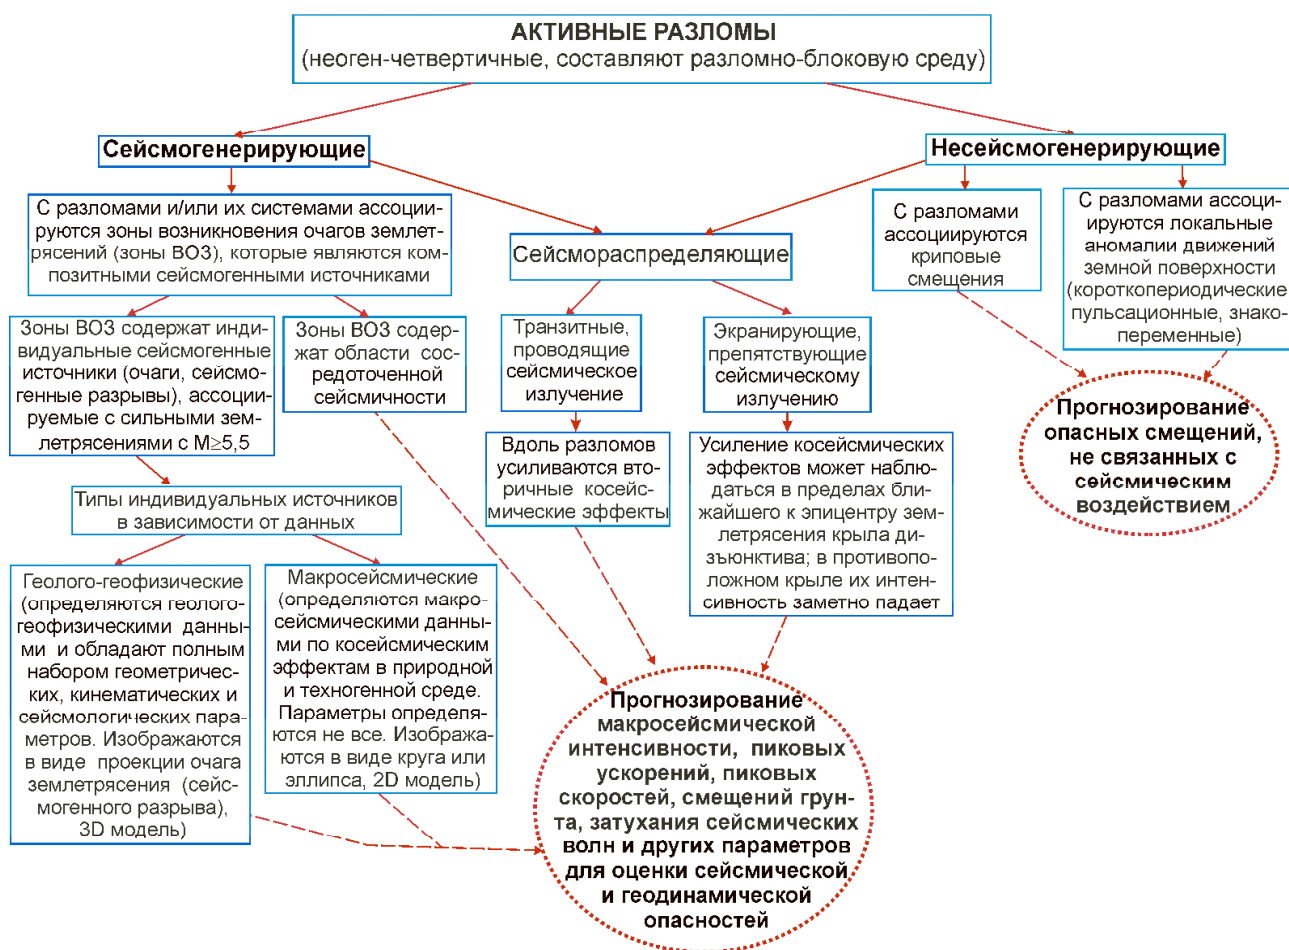 АКТИВНЫЕ РАЗЛОМЫ
(неоген-четвертичные, составляют разломно-блоковую среду)
Сейсмогенерирующие
Несейсмогенерирующие
С разломами и/или их системами ассоции-
руются зоны возникновения очагов землет-
рясений (зоны ВОЗ), которые являются ком-
позитными сейсмогенными источниками
Сейсмораспределяющие
С разломами
ассоциируются
криповые
смещения
С разломами ассоци-
ируются локальные
аномалии движений
земной поверхности
(короткопериодические
пульсационные, знако-
переменные)
Зоны ВОЗ содержат инди-
видуальные сейсмогенные
источники (очаги, сейсмо-
генные разрывы), ассоци-
ируемые с сильными зем-
летрясениями с М≥5,5
Зоны ВОЗ содер-
жат области сос-
редоточенной
сейсмичности
Транзитные,
проводящие
сейсмическое
излучение
Экранирующие,
препятствующие
сейсмическому
излучению
Прогнозирование
опасных смещений,
не связанных с
сейсмическим
воздействием
Вдоль разломов
усиливаются вто-
ричные косейс-
мические эффекты
Усиление косейсмических
эффектов может наблю-
даться в пределах бли-
жайшего к эпицентру зем-
летрясения крыла ди-
зъюнктива; в противопо-
ложном крыле их интен-
сивность заметно падает
Типы индивидуальных источников
в зависимости от данных
Геолого-геофизические
(определяются геолого-
геофизическими данны-
ми и обладают полным
набором геометричес-
ких, кинематических и
сейсмологических пара-
метров. Изображаются
в виде проекции очага
землетрясения (сейс-
могенного разрыва),
3D модель)
Макросейсмические
(определяются макро-
сейсмическими данны-
ми по косейсмическим
эффектам в природной
и техногенной среде.
Параметры определя-
ются не все. Изобража-
ются в виде круга или
эллипса, 2D модель)
Прогнозирование
макросейсмической
интенсивности, пиковых
ускорений, пиковых
скоростей, смещений грун-
та, затухания сейсмических
волн и других параметров
для оценки сейсмической
и геодинамической
опасностей